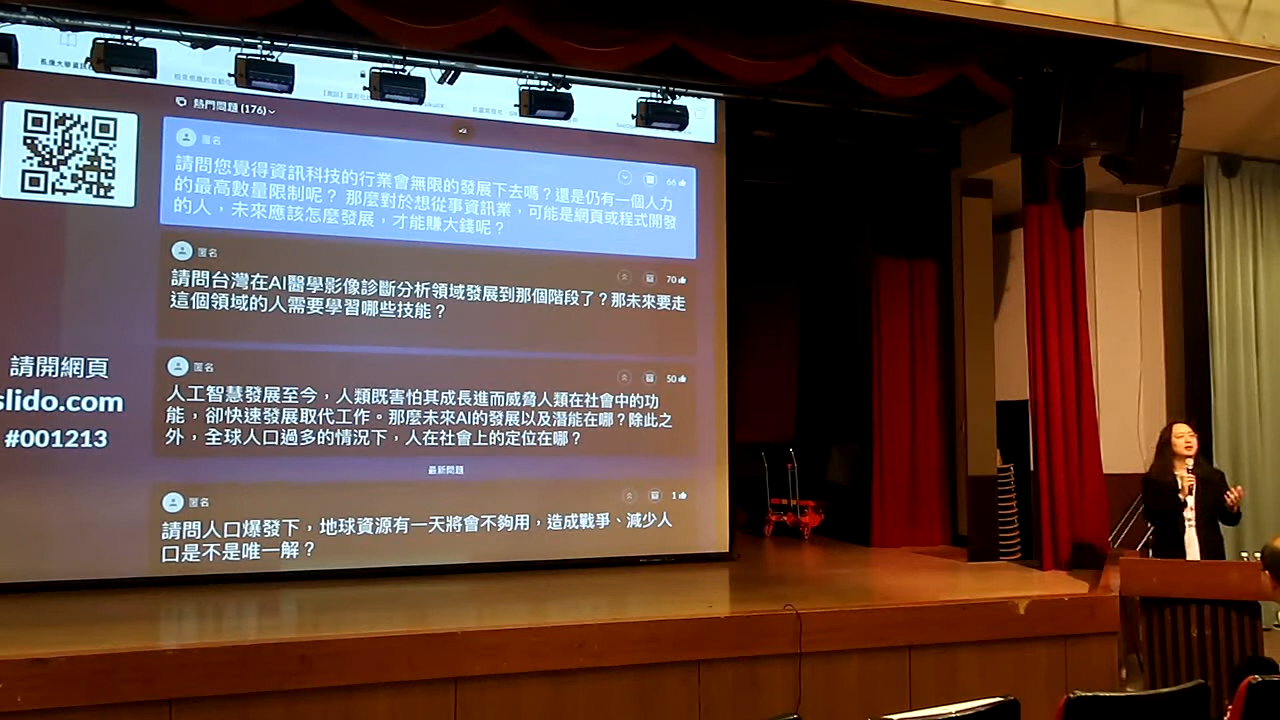 長庚大學資訊
熱門問題 (176)
匿名
請問您覺得資訊科技的行業會無限的發展下去嗎？還是仍有一個人力
的最高數量限制呢？ 那麼對於想從事資訊業，可能是網頁或程式開發
的人，未來應該怎麼發展，才能賺大錢呢？
66
匿名
請問台灣在AI醫學影像診斷分析領域發展到那個階段了？那未來要走
這個領域的人需要學習哪些技能？
70
匿名
人工智慧發展至今，人類既害怕其成長進而威脅人類在社會中的功
能，卻快速發展取代工作。那麼未來AI的發展以及潛能在哪？除此之
外，全球人口過多的情況下，人在社會上的定位在哪？
50
最新問題
匿名
請問人口爆發下，地球資源有一天將會不夠用，造成戰爭、減少人
口是不是唯一解？
1
請開網頁
slido.com
#001213